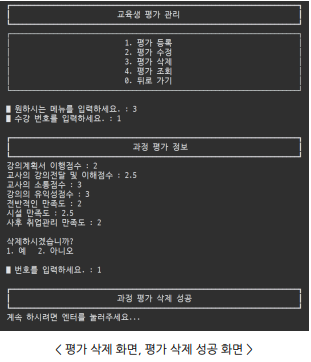 교육생 평가 관리
1. 평가 등록
2. 평가 수정
3. 평가 삭제
4. 평가 조회
0. 뒤로 가기
■ 원하시는 메뉴를 입력하세요. : 3
■ 수강 번호를 입력하세요. : 1
과정 평가 정보
강의계획서 이행점수 : 2
교사의 강의전달 및 이해점수 : 2.5
교사의 소통점수 : 3
강의의 유익성점수 : 3
전반적인 만족도 : 2
시설 만족도 : 2.5
사후 취업관리 만족도 : 2
삭제하시겠습니까?
1. 예 2. 아니오
■ 번호를 입력하세요. : 1
과정 평가 삭제 성공
계속 하시려면 엔터를 눌러주세요...
< 평가 삭제 화면, 평가 삭제 성공 화면 >